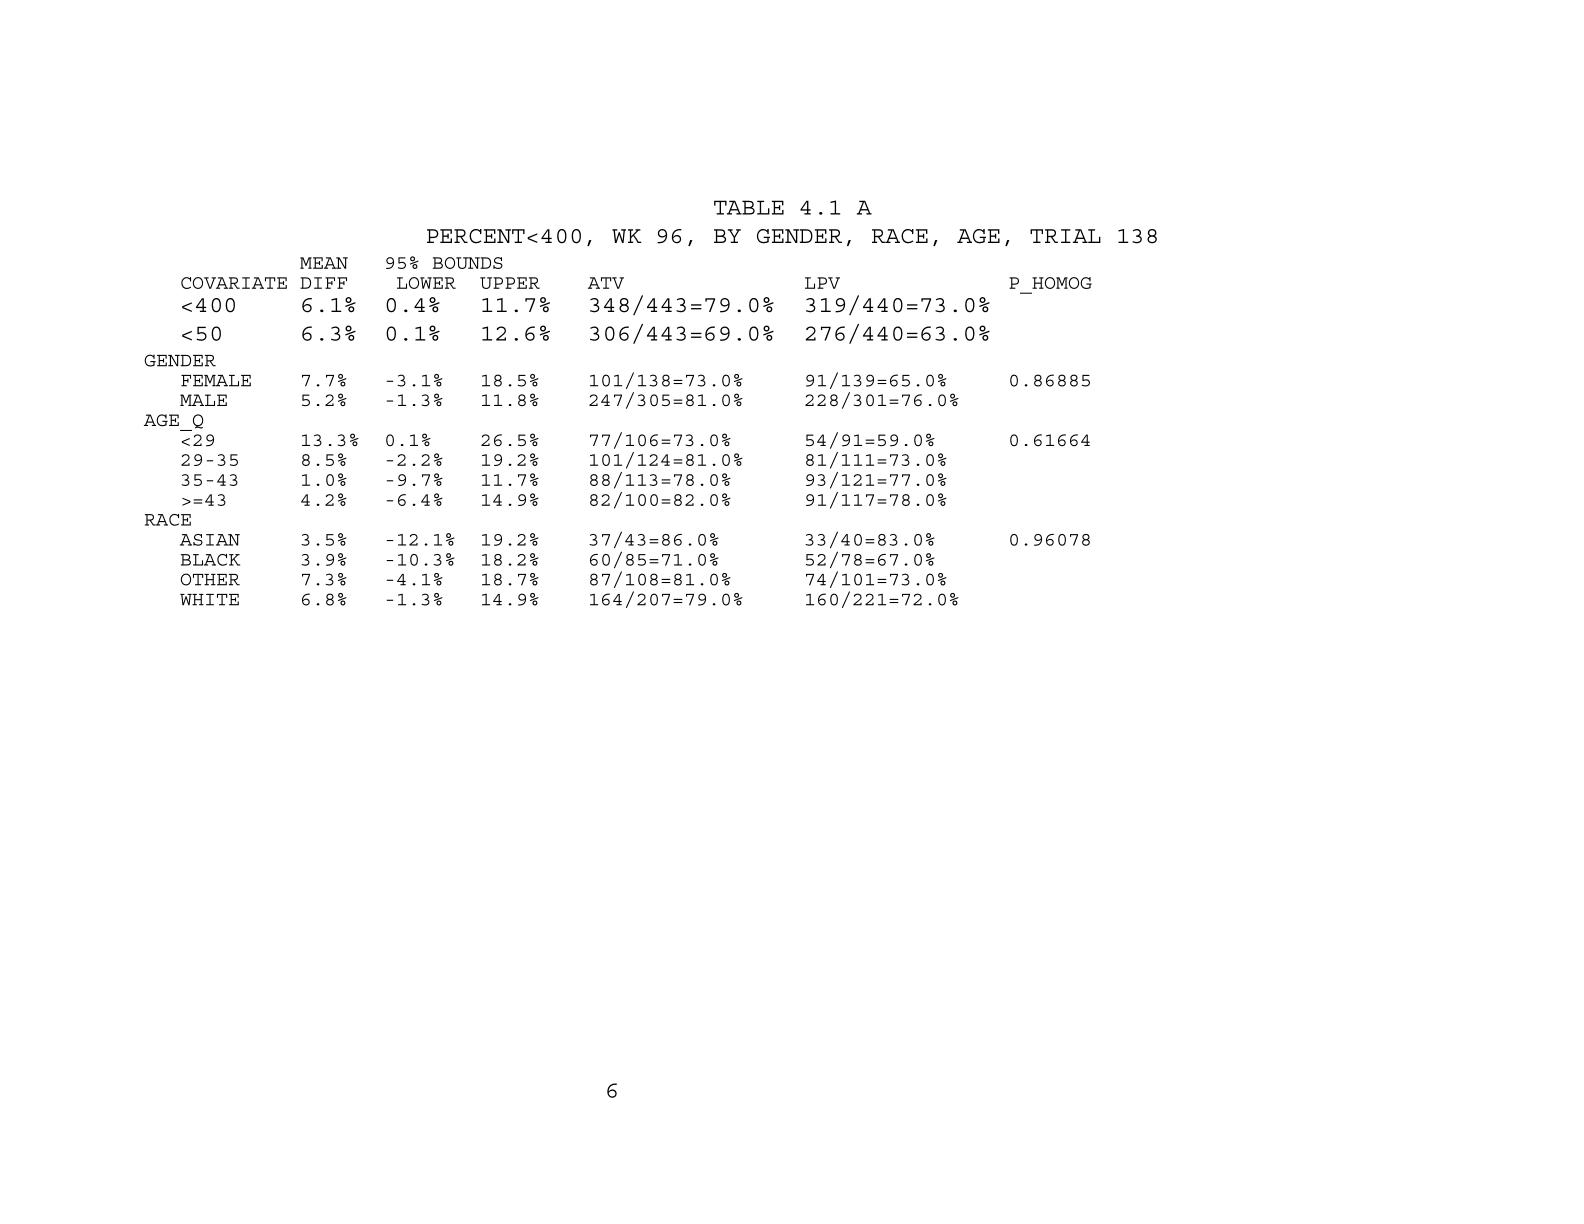 TABLE 4.1 A
PERCENT<400, WK 96, BY GENDER, RACE, AGE, TRIAL 138
MEAN 95% BOUNDS
COVARIATE DIFF LOWER UPPER ATV LPV P_HOMOG
<400 6.1% 0.4% 11.7% 348/443=79.0% 319/440=73.0%
<50 6.3% 0.1% 12.6% 306/443=69.0% 276/440=63.0%
GENDER
FEMALE 7.7% -3.1% 18.5% 101/138=73.0% 91/139=65.0% 0.86885
MALE 5.2% -1.3% 11.8% 247/305=81.0% 228/301=76.0%
AGE_Q
<29 13.3% 0.1% 26.5% 77/106=73.0% 54/91=59.0% 0.61664
29-35 8.5% -2.2% 19.2% 101/124=81.0% 81/111=73.0%
35-43 1.0% -9.7% 11.7% 88/113=78.0% 93/121=77.0%
>=43 4.2% -6.4% 14.9% 82/100=82.0% 91/117=78.0%
RACE
ASIAN 3.5% -12.1% 19.2% 37/43=86.0% 33/40=83.0% 0.96078
BLACK 3.9% -10.3% 18.2% 60/85=71.0% 52/78=67.0%
OTHER 7.3% -4.1% 18.7% 87/108=81.0% 74/101=73.0%
WHITE 6.8% -1.3% 14.9% 164/207=79.0% 160/221=72.0%
6